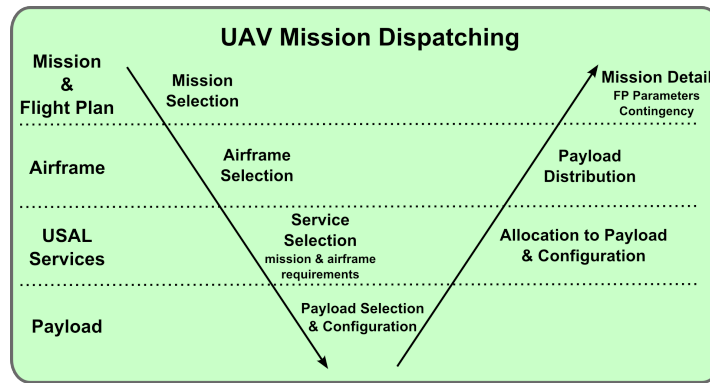 UAV Mission Dispatching
Mission
&
Flight Plan
Mission
Selection
Mission Detail
FP Parameters
Contingency
Airframe
Airframe
Selection
Payload
Distribution
USAL
Services
Service
Selection
mission & airframe
requirements
Allocation to Payload
& Configuration
Payload
Payload Selection
& Configuration